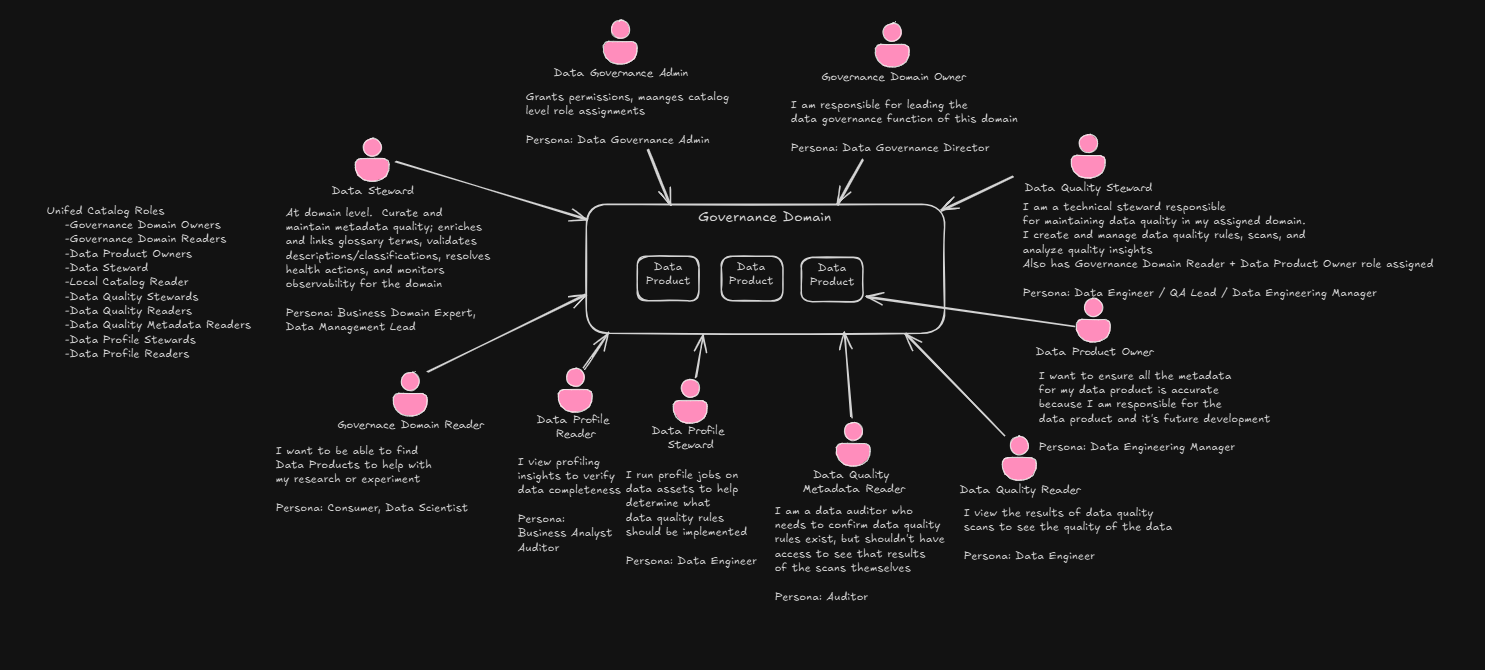 Data Governance Admin
Grants permissions, maanges catalog
level role assignments
Persona: Data Governance Admin
Governance Domain Owner
I am responsible for leading the
data governance function of this domain
Persona: Data Governance Director
Data Steward
At domain level.  Curate and
maintain metadata quality; enriches
and links glossary terms, validates
descriptions/classifications, resolves
health actions, and monitors
observability for the domain
Persona: Business Domain Expert,
Data Management Lead
Data Quality Steward
I am a technical steward responsible
for maintaining data quality in my assigned domain.
I create and manage data quality rules, scans, and
analyze quality insights
Also has Governance Domain Reader + Data Product Owner role assigned
Persona: Data Engineer / QA Lead / Data Engineering Manager
Unifed Catalog Roles
-Governance Domain Owners
-Governance Domain Readers
-Data Product Owners
-Data Steward
-Local Catalog Reader
-Data Quality Stewards
-Data Quality Readers
-Data Quality Metadata Readers
-Data Profile Stewards
-Data Profile Readers
Governance Domain
Data
Product
Data
Product
Data
Product
Data Product Owner
I want to ensure all the metadata
for my data product is accurate
because I am responsible for the
data product and it's future development
Persona: Data Engineering Manager
Governace Domain Reader
I want to be able to find
Data Products to help with
my research or experiment
Persona: Consumer, Data Scientist
Data Profile
Reader
I view profiling
insights to verify
data completeness
Persona:
Business Analyst
Auditor
Data Profile
Steward
I run profile jobs on
data assets to help
determine what
data quality rules
should be implemented
Persona: Data Engineer
Data Quality
Metadata Reader
I am a data auditor who
needs to confirm data quality
rules exist, but shouldn't have
access to see that results
of the scans themselves
Persona: Auditor
Data Quality Reader
I view the results of data quality
scans to see the quality of the data
Persona: Data Engineer